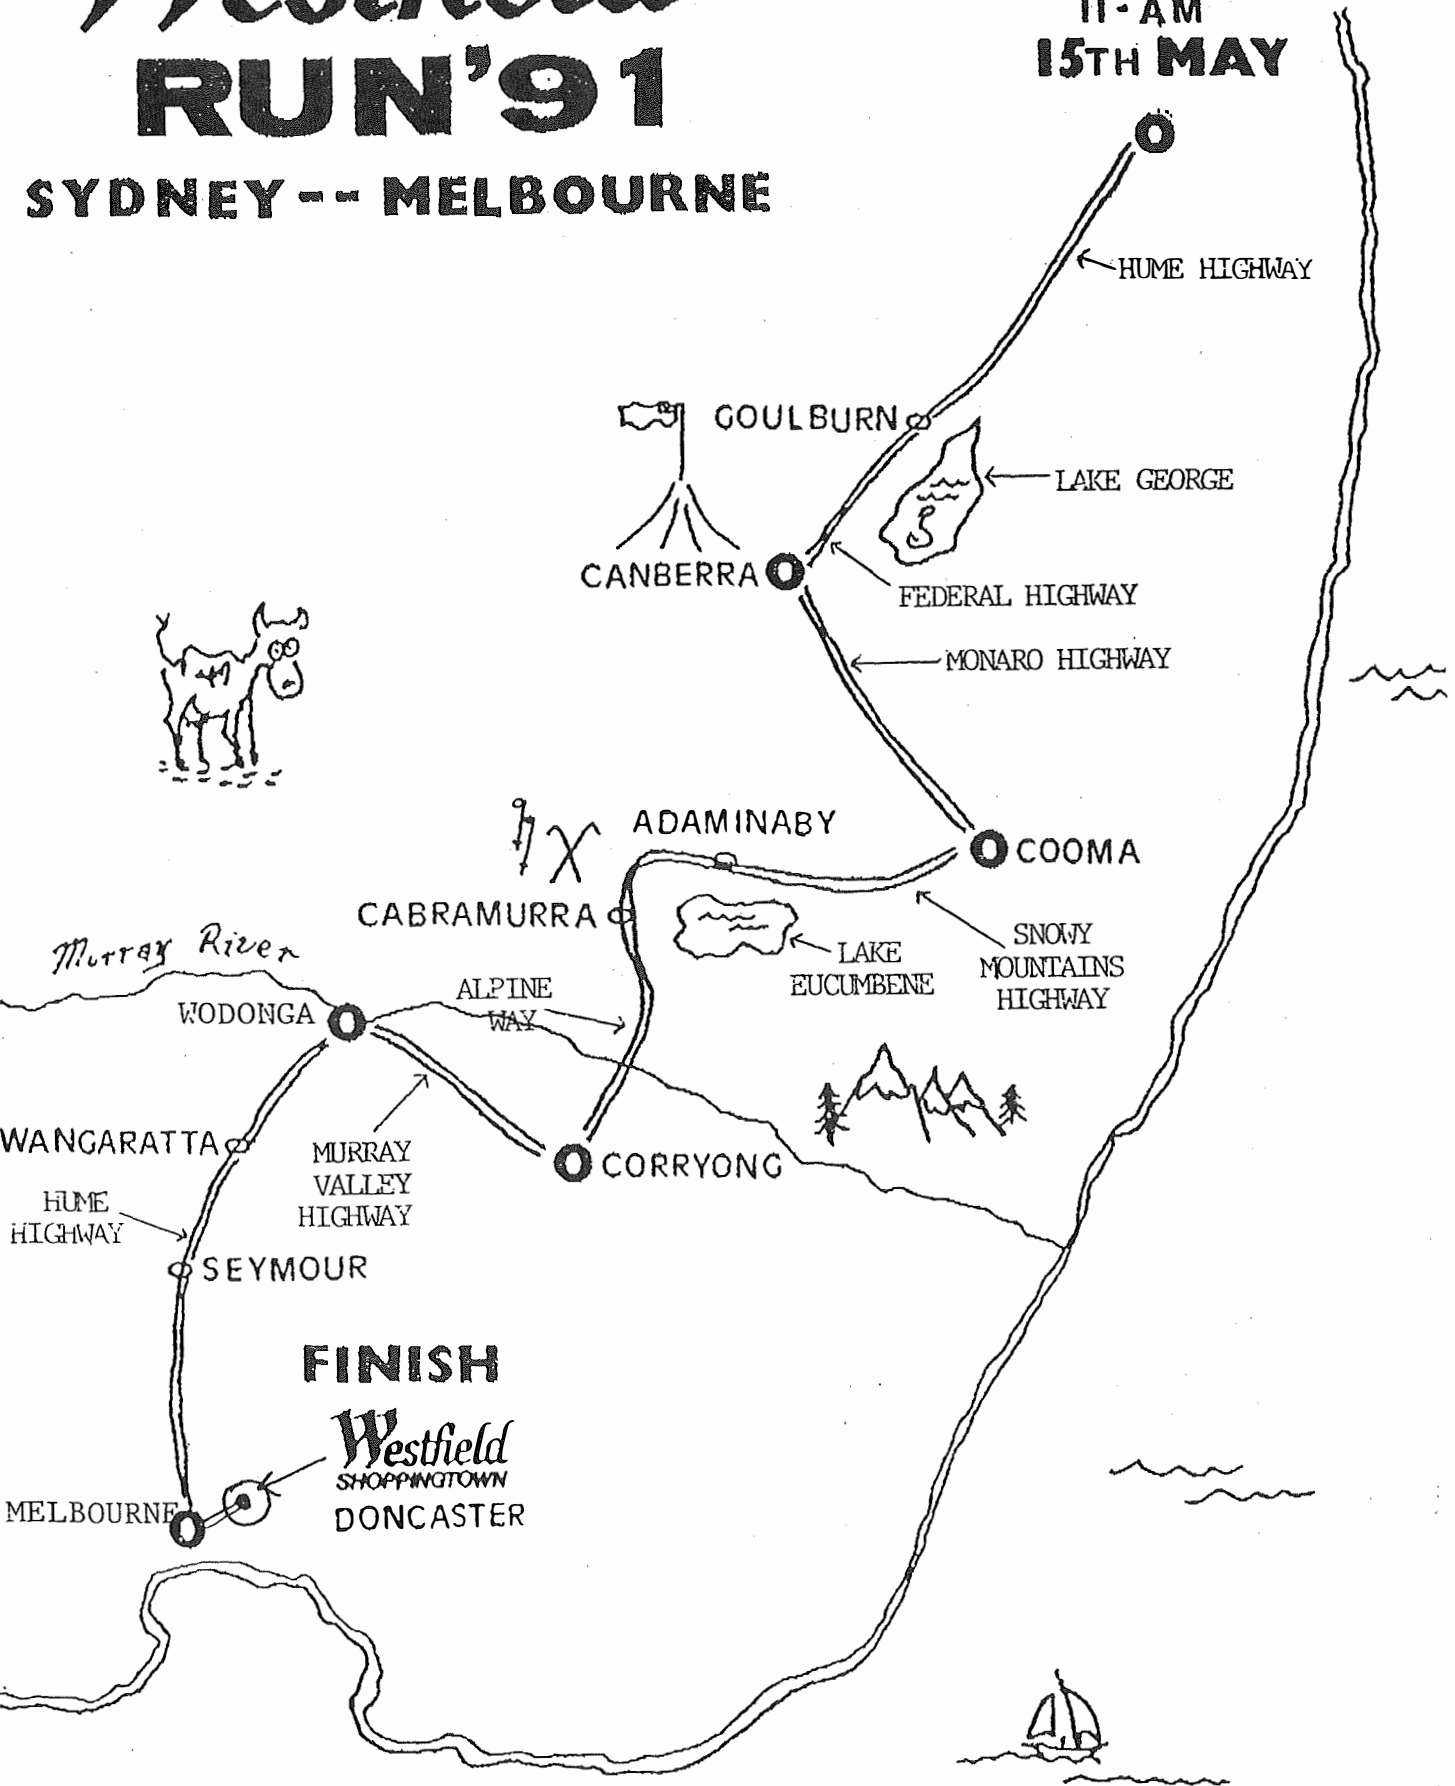 Westfield
RUN'91
SYDNEY -- MELBOURNE
11-AM
15TH MAY
HUME HIGHWAY
GOULBURN
LAKE GEORGE
CANBERRA
FEDERAL HIGHWAY
MONARO HIGHWAY
ADAMINABY
COOMA
CABRAMURRA
LAKE
EUCUMBENE
SNOWY
MOUNTAINS
HIGHWAY
Murray River
WODONGA
ALPINE
WAY
WANGARATTA
MURRAY
VALLEY
HIGHWAY
CORRYONG
HUME
HIGHWAY
SEYMOUR
FINISH
Westfield
SHOPPINGTOWN
DONCASTER
MELBOURNE